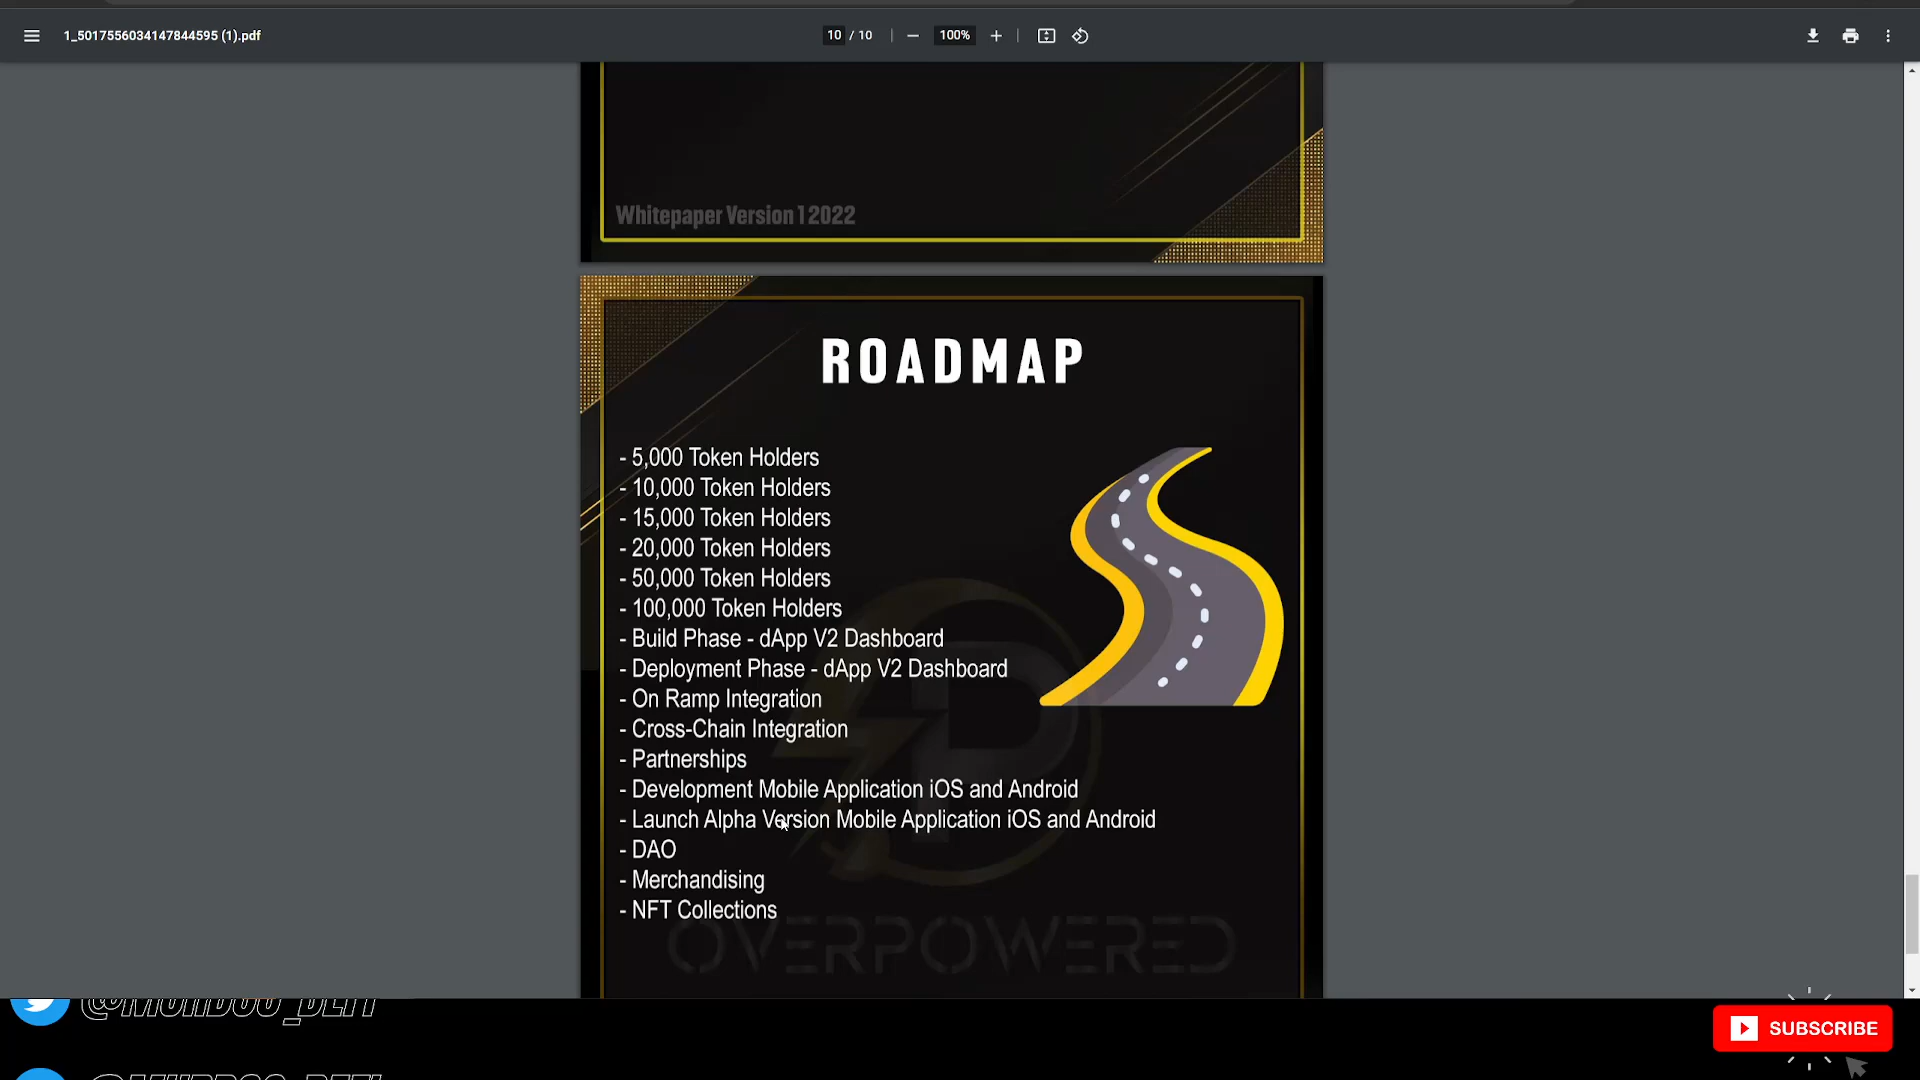 1_5017556034147844595 (1).pdf
10 / 10
100%
Whitepaper Version 1 2022
ROADMAP
- 5,000 Token Holders
- 10,000 Token Holders
- 15,000 Token Holders
- 20,000 Token Holders
- 50,000 Token Holders
- 100,000 Token Holders
- Build Phase - dApp V2 Dashboard
- Deployment Phase - dApp V2 Dashboard
- On Ramp Integration
- Cross-Chain Integration
- Partnerships
- Development Mobile Application iOS and Android
- Launch Alpha Version Mobile Application iOS and Android
- DAO
- Merchandising
- NFT Collections
OVERPOWERED
SUBSCRIBE